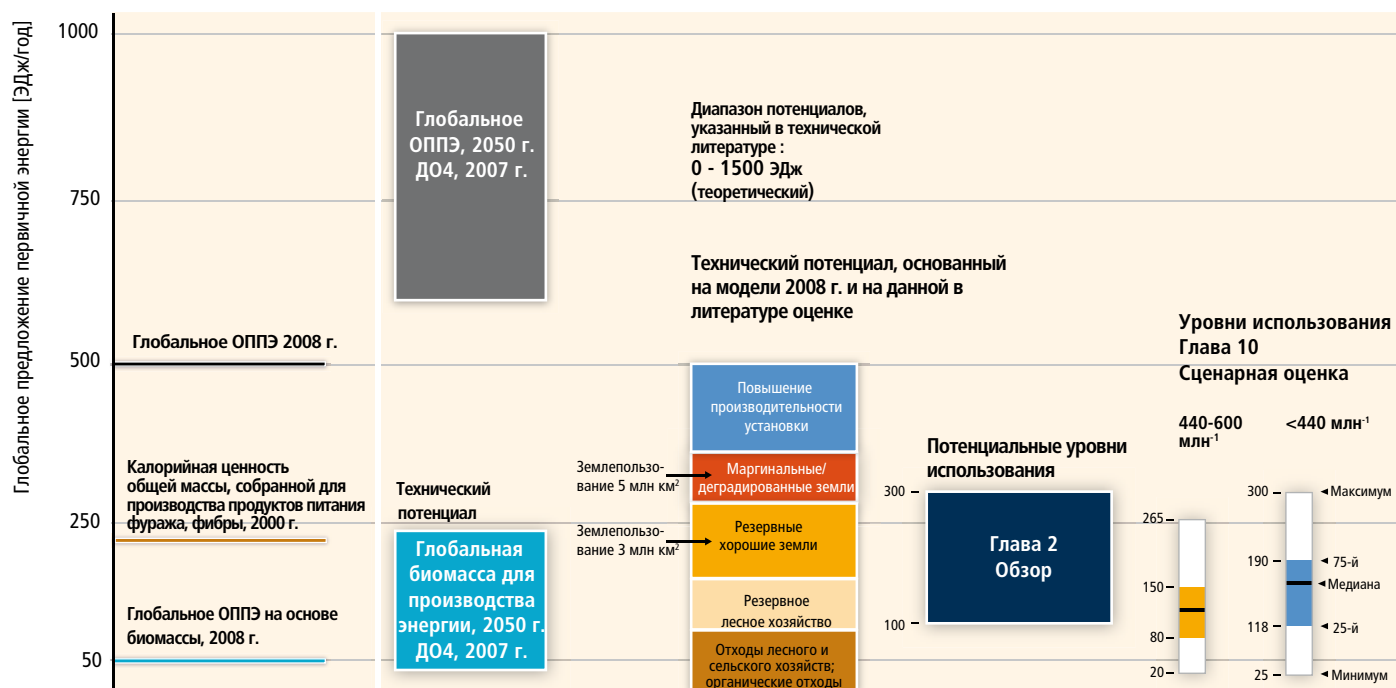 Глобальное предложение первичной энергии [ЭДж/год]
1000
750
500
250
50
Глобальное ОППЭ 2008 г.
Калорийная ценность
общей массы, собранной для
производства продуктов питания
фуража, фибры, 2000 г.
Глобальное ОППЭ на основе
биомассы, 2008 г.
Глобальное
ОППЭ, 2050 г.
ДО4, 2007 г.
Технический
потенциал
Глобальная
биомасса для
производства
энергии, 2050 г.
ДО4, 2007 г.
Диапазон потенциалов,
указанный в технической
литературе :
0 - 1500 ЭДж
(теоретический)
Технический потенциал, основанный
на модели 2008 г. и на данной в
литературе оценке
Повышение
производительности
установки
Землепользо-
вание 5 млн км²
Маргинальные/
деградированные земли
Землепользо-
вание 3 млн км²
Резервные
хорошие земли
Резервное
лесное хозяйство
Отходы лесного и
сельского хозяйств;
органические отходы
Потенциальные уровни
использования
300
100
Глава 2
Обзор
Уровни использования
Глава 10
Сценарная оценка
440-600
млн⁻¹
265
150
80
20
<440 млн⁻¹
300
190
118
25
Максимум
75-й
Медиана
25-й
Минимум